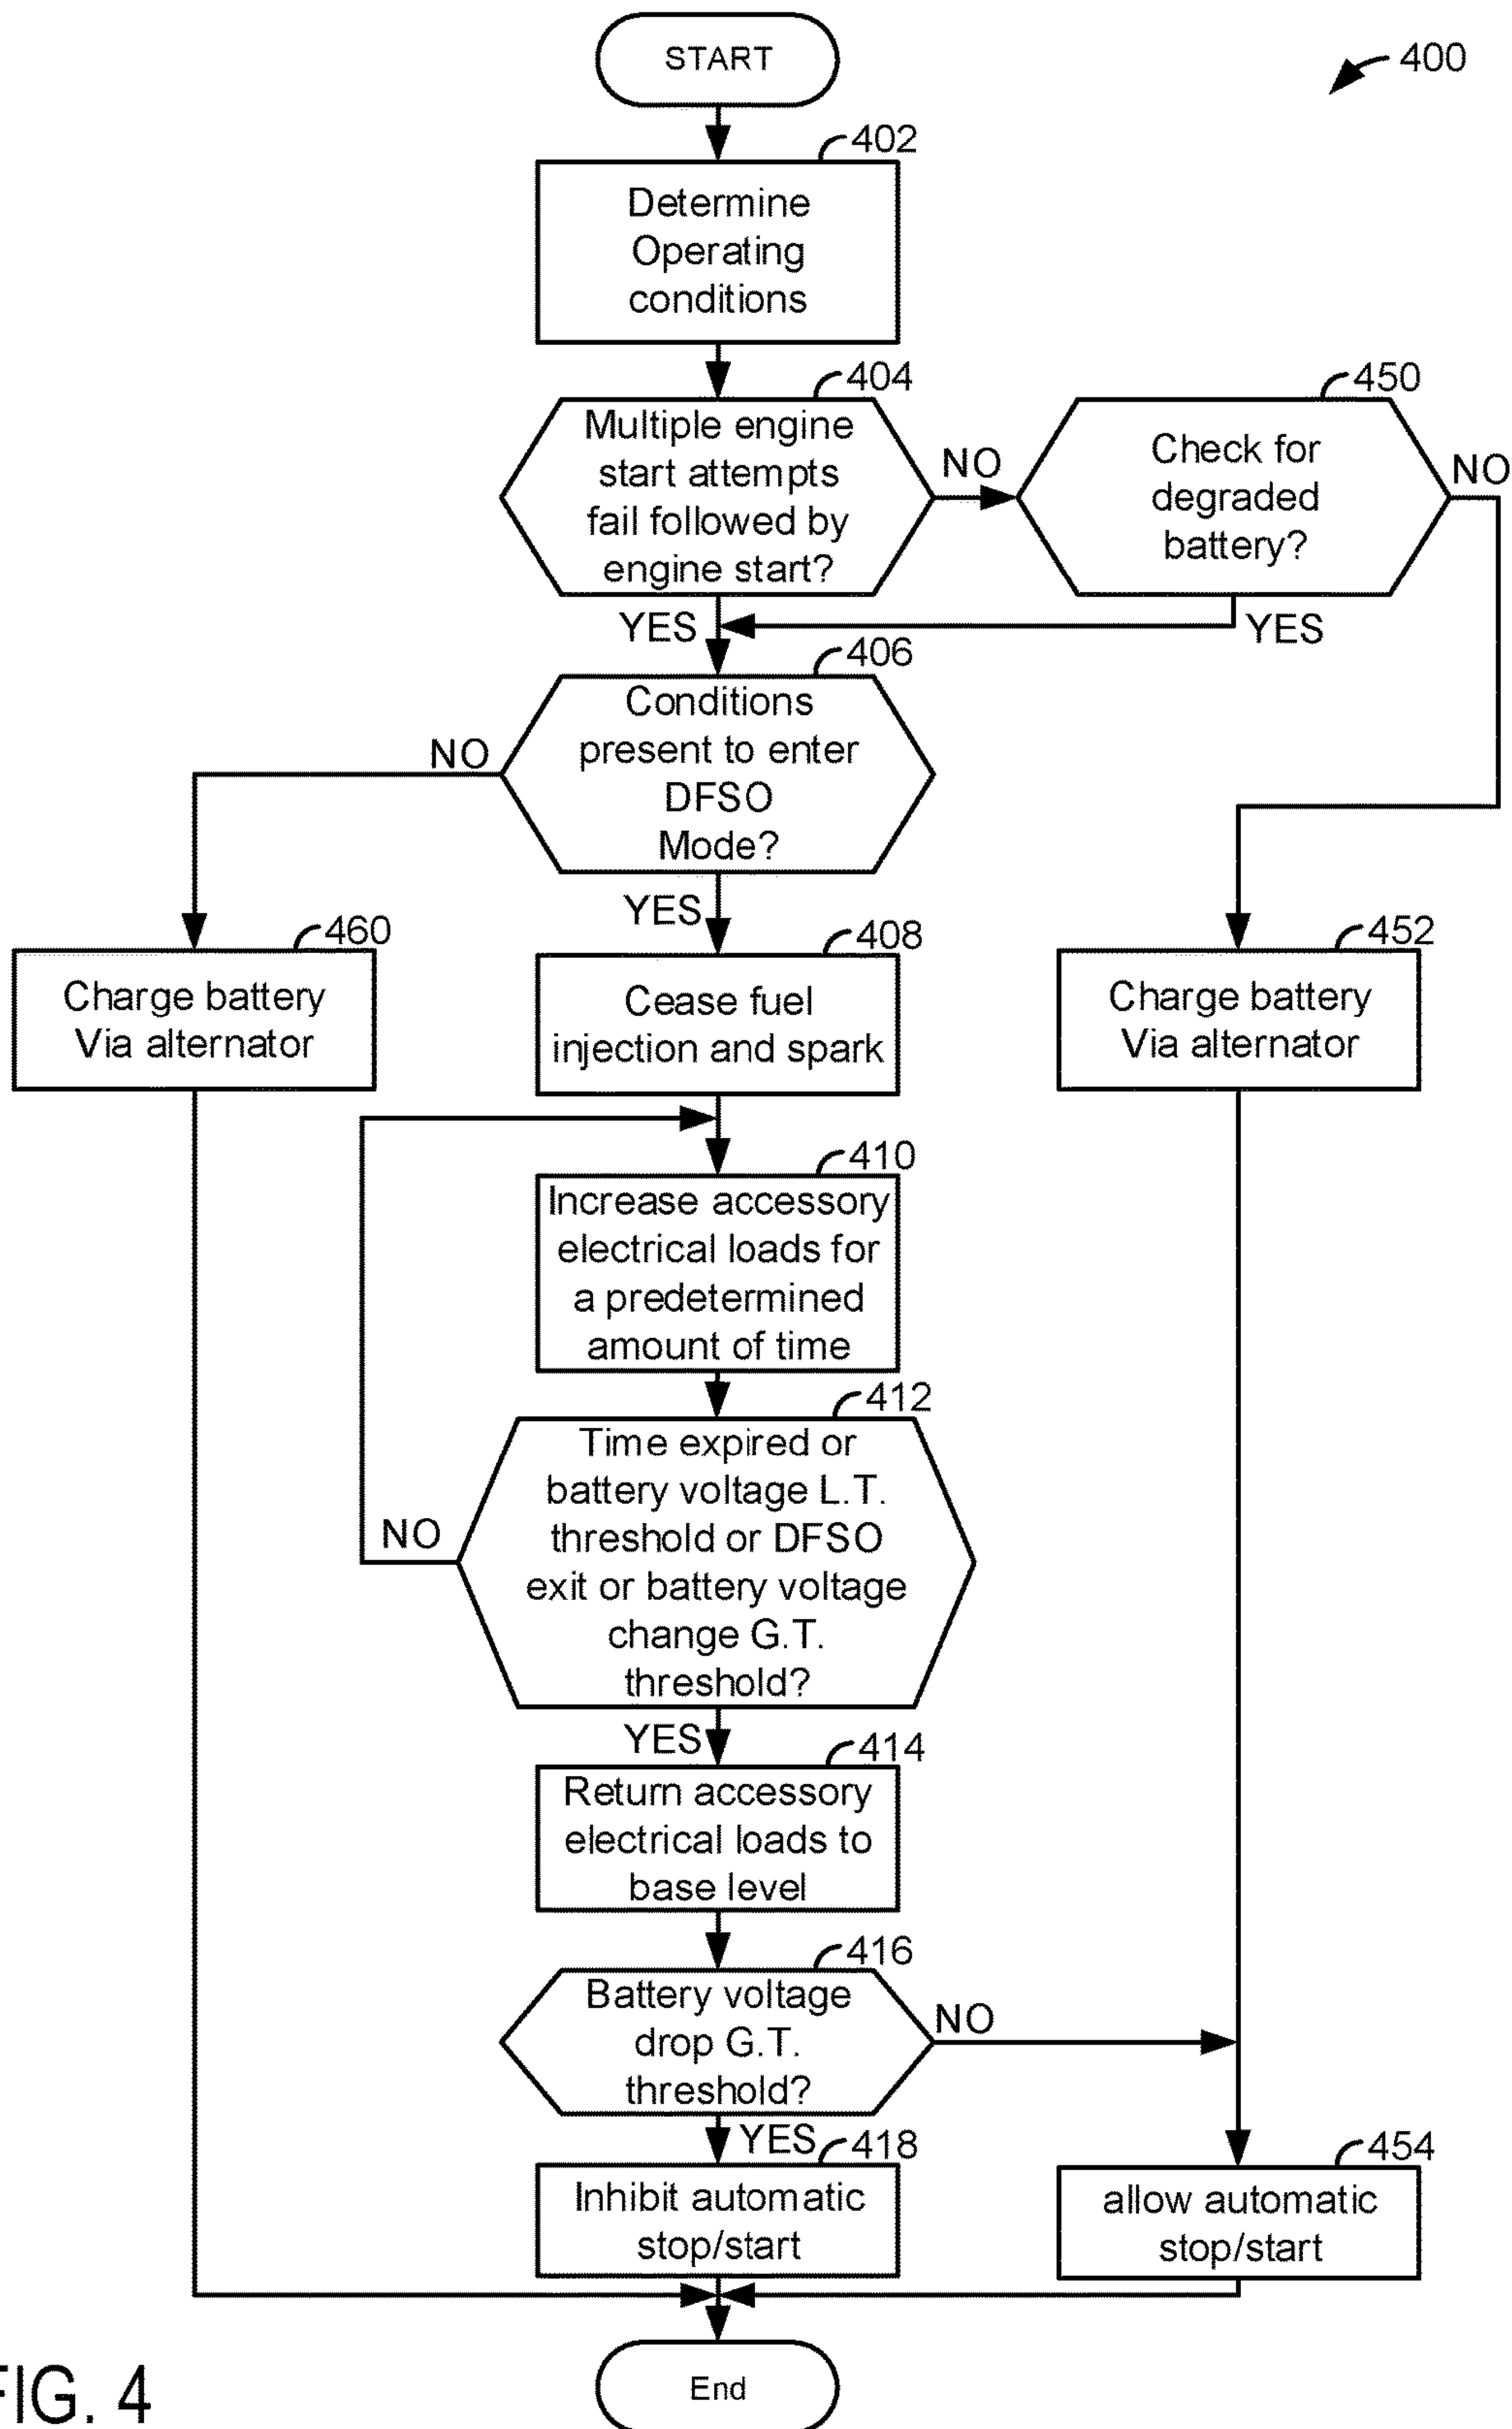 START
400
402
Determine
Operating
conditions
404
Multiple engine
start attempts
fail followed by
engine start?
NO
450
Check for
degraded
battery?
NO
YES
YES
406
Conditions
present to enter
DFSO
Mode?
NO
YES
460
Charge battery
Via alternator
408
Cease fuel
injection and spark
452
Charge battery
Via alternator
410
Increase accessory
electrical loads for
a predetermined
amount of time
412
Time expired or
battery voltage L.T.
threshold or DFSO
exit or battery voltage
change G.T.
threshold?
NO
YES
414
Return accessory
electrical loads to
base level
416
Battery voltage
drop G.T.
threshold?
NO
YES
418
Inhibit automatic
stop/start
454
allow automatic
stop/start
End
FIG. 4